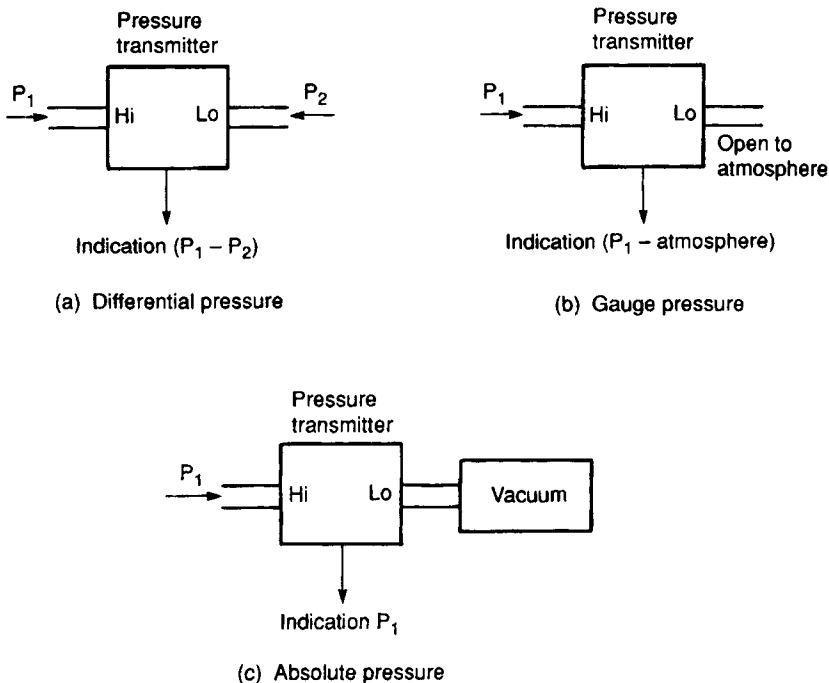 Pressure
transmitter
P₁
Hi
Lo
P₂
Indication (P₁ – P₂)
(a) Differential pressure
Pressure
transmitter
P₁
Hi
Lo
Open to
atmosphere
Indication (P₁ – atmosphere)
(b) Gauge pressure
Pressure
transmitter
P₁
Hi
Lo
Vacuum
Indication P₁
(c) Absolute pressure